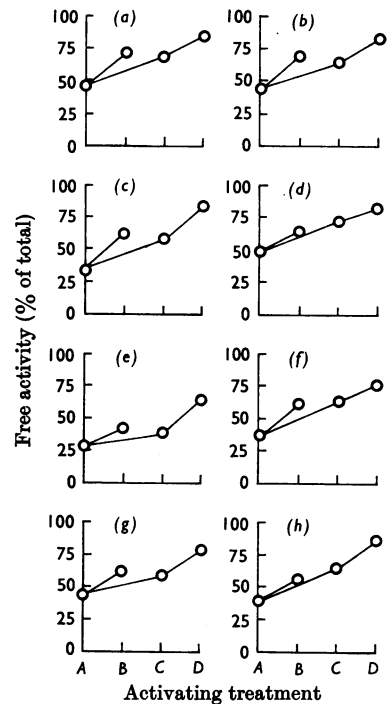 Free activity (% of total)
100 (a) 100 (b)
75 75
50 50
25 25
0 0
100 (c) 100 (d)
75 75
50 50
25 25
0 0
100 (e) 100 (f)
75 75
50 50
25 25
0 0
100 (g) 100 (h)
75 75
50 50
25 25
0 0
A B C D A B C D
Activating treatment